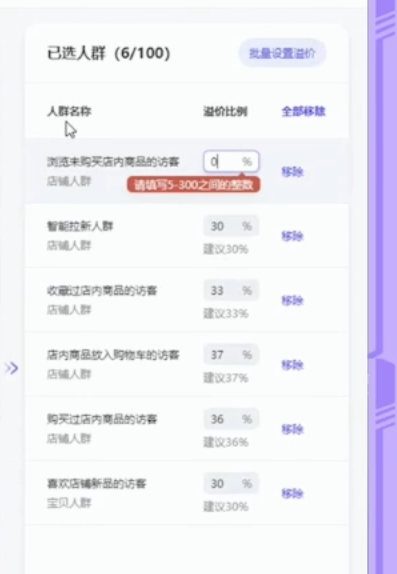 已选人群（6/100）
批量设置溢价
人群名称 溢价比例 全部移除
浏览未购买店内商品的访客 0 % 移除
店铺人群 请填写5-300之间的整数
智能拉新人群 30 % 移除
店铺人群 建议30%
收藏过店内商品的访客 33 % 移除
店铺人群 建议33%
店内商品放入购物车的访客 37 % 移除
店铺人群 建议37%
购买过店内商品的访客 36 % 移除
店铺人群 建议36%
喜欢店铺新品的访客 30 % 移除
宝贝人群 建议30%